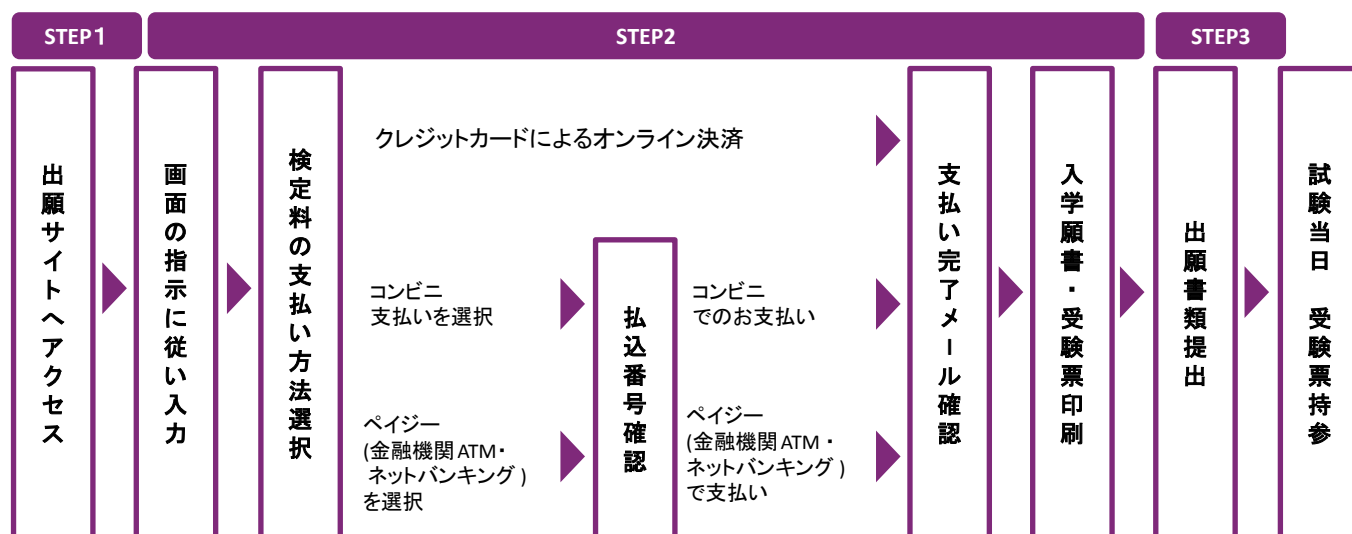 STEP1
STEP2
STEP3
出願サイトへアクセス
画面の指示に従い入力
検定料の支払い方法選択
クレジットカードによるオンライン決済
コンビニ
支払いを選択
ペイジー
(金融機関ATM・
ネットバンキング)
を選択
払込番号確認
コンビニ
でのお支払い
ペイジー
(金融機関ATM・
ネットバンキング)
で支払い
支払い完了メール確認
入学願書・受験票印刷
出願書類提出
試験当日 受験票持参